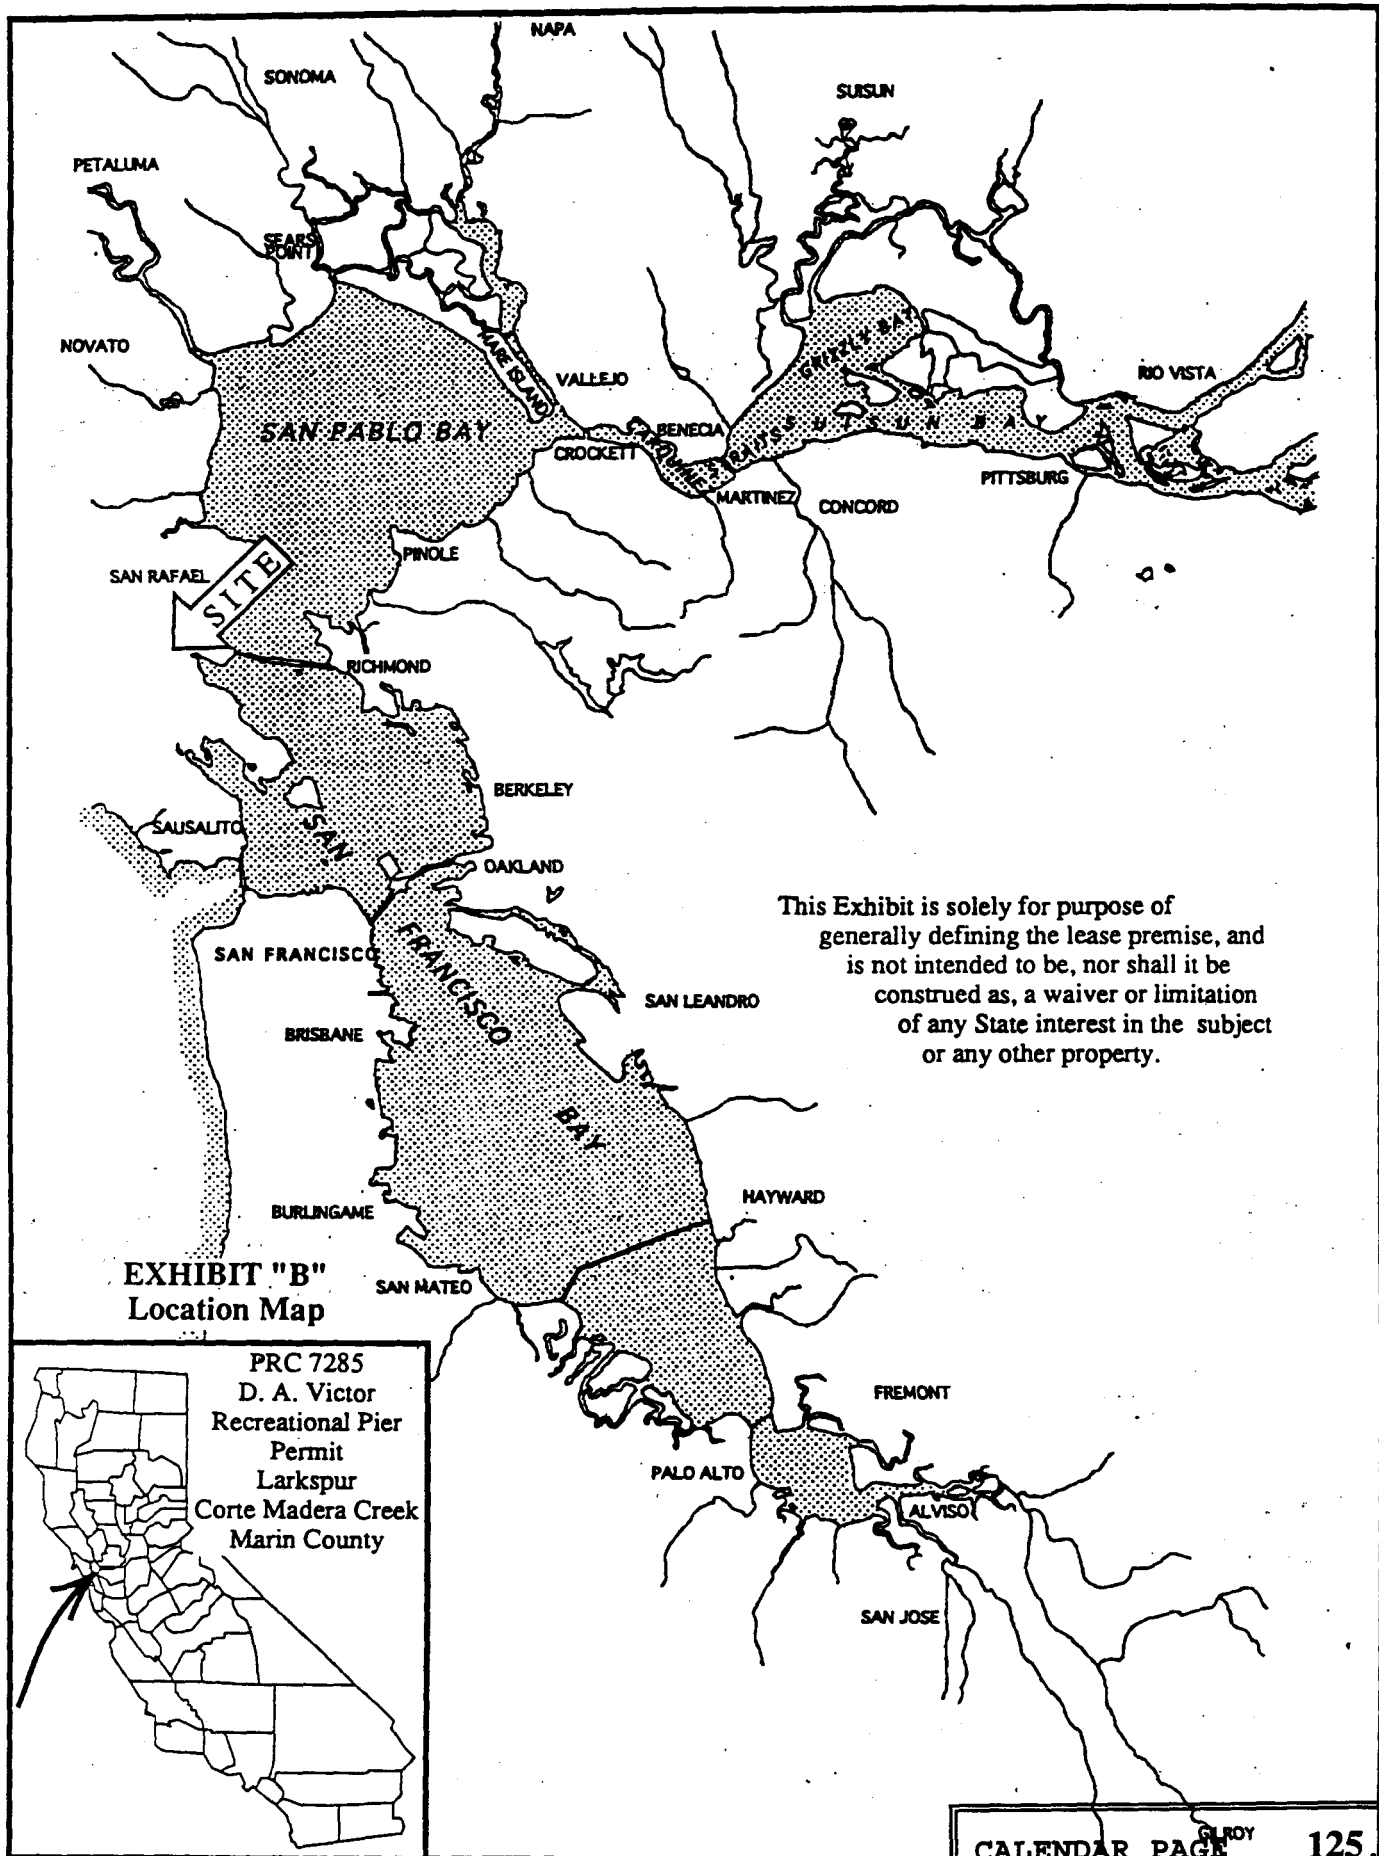 NAPA
SONOMA
SUISUN
PETALUMA
SEARS
POINT
NOVATO
MARE ISLAND
VALLEJO
GRIZZLY BAY
RIO VISTA
SAN PABLO BAY
BENECIA
CROCKETT
STRAITS
SUISUN BAY
PITTSBURG
MARTINEZ
CONCORD
PINOLE
SAN RAFAEL
SITE
RICHMOND
BERKELEY
SAUSALITO
OAKLAND
SAN FRANCISCO BAY
SAN FRANCISCO
This Exhibit is solely for purpose of
generally defining the lease premise, and
is not intended to be, nor shall it be
construed as, a waiver or limitation
of any State interest in the subject
or any other property.
SAN LEANDRO
BRISBANE
HAYWARD
BURLINGAME
EXHIBIT "B"
Location Map
SAN MATEO
PRC 7285
D. A. Victor
Recreational Pier
Permit
Larkspur
Corte Madera Creek
Marin County
FREMONT
PALO ALTO
ALVISO
SAN JOSE
GILROY
CALENDAR PAGE 125.